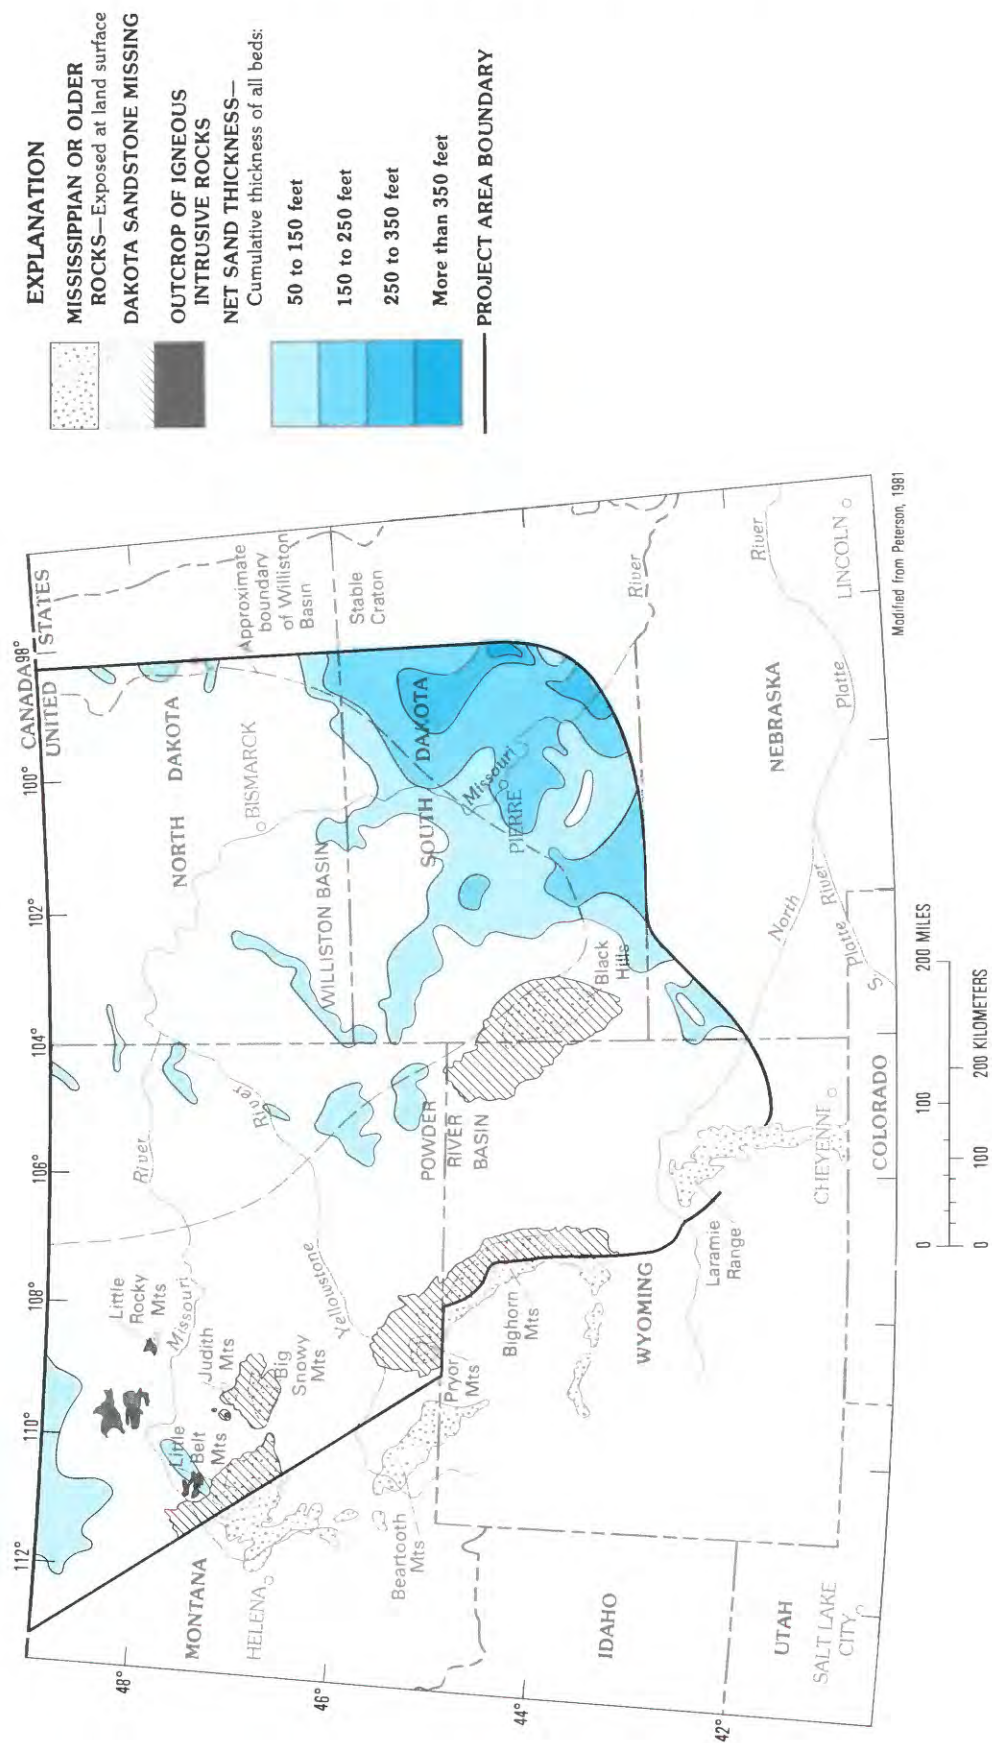 EXPLANATION
MISSISSIPPIAN OR OLDER
ROCKS—Exposed at land surface
DAKOTA SANDSTONE MISSING
OUTCROP OF IGNEOUS
INTRUSIVE ROCKS
NET SAND THICKNESS—
Cumulative thickness of all beds:
50 to 150 feet
150 to 250 feet
250 to 350 feet
More than 350 feet
PROJECT AREA BOUNDARY
112°
110°
108°
106°
104°
102°
100°
98°
CANADA
UNITED STATES
48°
46°
44°
42°
MONTANA
HELENA
Little
Belt
Mts
Little
Rocky
Mts
Missouri
River
Judith
Mts
Big
Snowy
Mts
Yellowstone
River
Beartooth
Mts
Pryor
Mts
Bighorn
Mts
POWDER
RIVER
BASIN
WILLISTON BASIN
NORTH DAKOTA
BISMARCK
Approximate
boundary
of Williston
Basin
Stable
Craton
SOUTH DAKOTA
Missouri
PIERRE
River
Black
Hills
IDAHO
WYOMING
Laramie
Range
CHEYENNE
NEBRASKA
North
Platte
River
S
Platte
River
Platte
River
LINCOLN
UTAH
SALT LAKE
CITY
COLORADO
0 100 200 MILES
0 100 200 KILOMETERS
Modified from Peterson, 1981